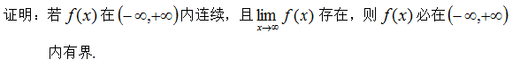 证明：若 f(x) 在 (−∞,+∞) 内连续，且 lim_{x→∞} f(x) 存在，则 f(x) 必在 (−∞,+∞)
内有界.